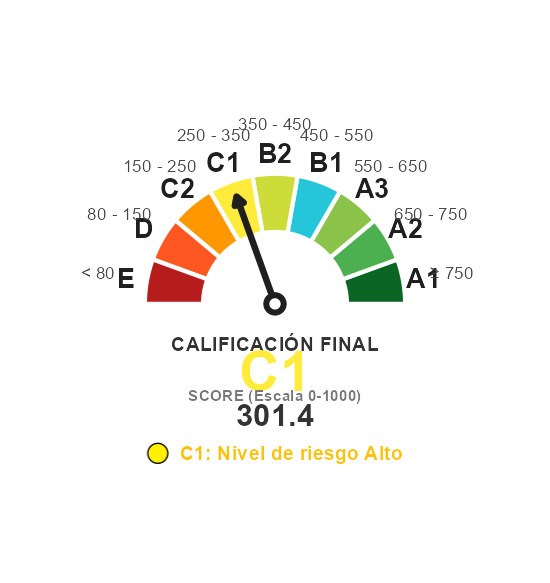 350 - 450
250 - 350
450 - 550
B2
C1
B1
150 - 250
550 - 650
C2
A3
80 - 150
650 - 750
D
A2
< 80
E
A1
≥ 750
CALIFICACIÓN FINAL
C1
SCORE (Escala 0-1000)
301.4
C1: Nivel de riesgo Alto